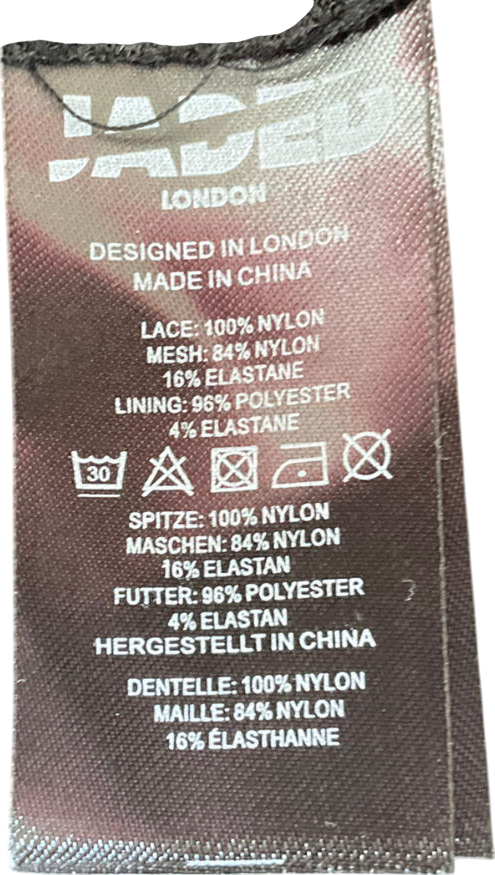 JADED
LONDON
DESIGNED IN LONDON
MADE IN CHINA
LACE: 100% NYLON
MESH: 84% NYLON
16% ELASTANE
LINING: 96% POLYESTER
4% ELASTANE
30
SPITZE: 100% NYLON
MASCHEN: 84% NYLON
16% ELASTAN
FUTTER: 96% POLYESTER
4% ELASTAN
HERGESTELLT IN CHINA
DENTELLE: 100% NYLON
MAILLE: 84% NYLON
16% ÉLASTHANNE